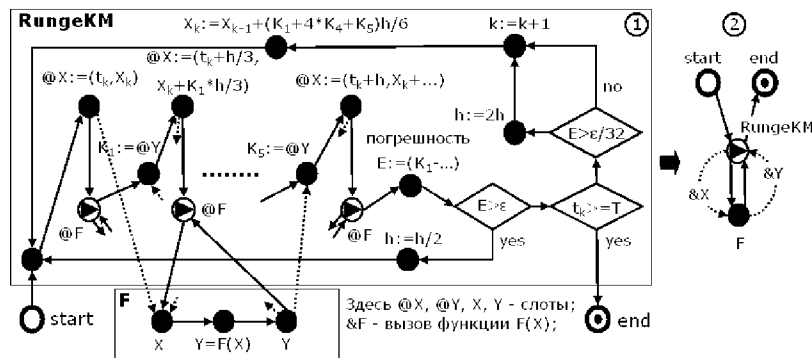 RungeKM
X_k:=X_{k-1}+(K_1+4*K_4+K_5)h/6
k:=k+1
1
2
@X:=(t_k,X_k)
@X:=(t_k+h/3,
X_k+K_1*h/3)
@X:=(t_k+h,X_k+...)
start
end
no
h:=2h
E>ε/32
RungeKM
K_1:=@Y
K_5:=@Y
погрешность
E:=(K_1-...)
&X
&Y
@F
@F
@F
E>ε
t_k>=T
F
h:=h/2
yes
yes
start
F
X
Y=F(X)
Y
Здесь @X, @Y, X, Y - слоты;
&F - вызов функции F(X);
end